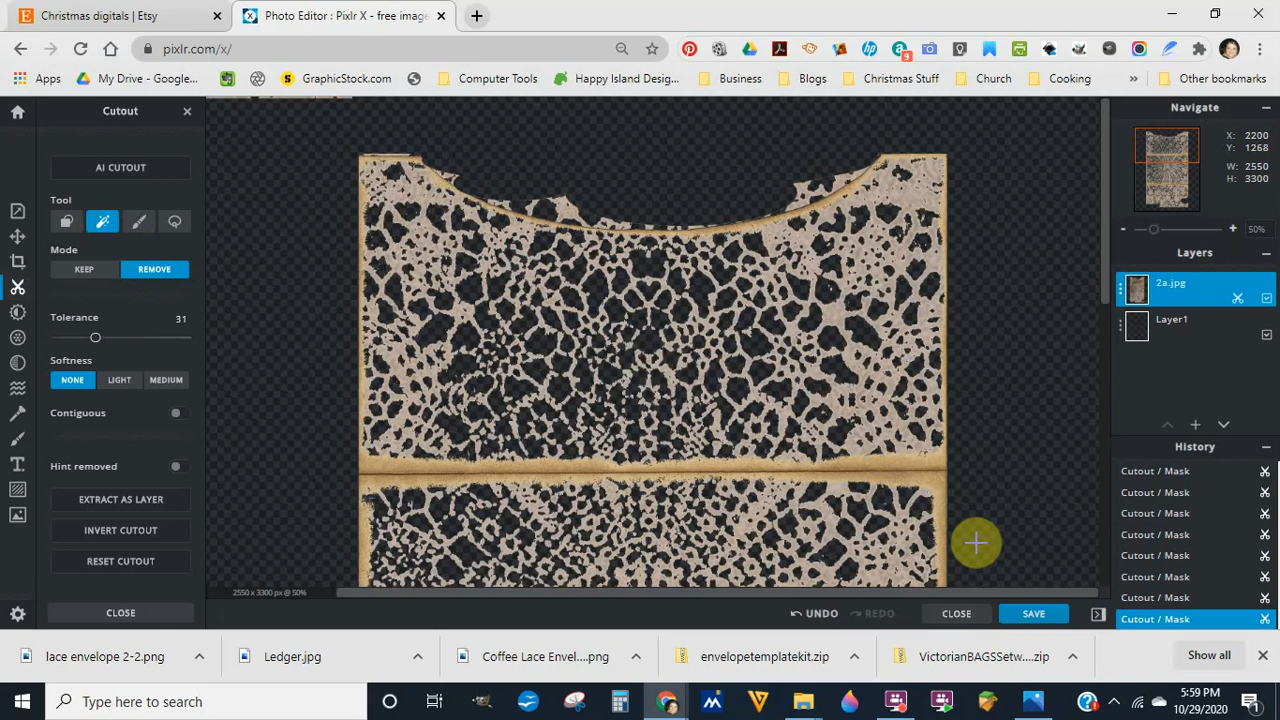 Christmas digitals | Etsy
Photo Editor : Pixlr X - free image
pixlr.com/x/
9
Apps
My Drive - Google...
GraphicStock.com
Computer Tools
Happy Island Desig...
Business
Blogs
Christmas Stuff
Church
Cooking
Other bookmarks
Cutout
AI CUTOUT
Tool
Mode
KEEP
REMOVE
Tolerance
31
Softness
NONE
LIGHT
MEDIUM
Contiguous
Hint removed
EXTRACT AS LAYER
INVERT CUTOUT
RESET CUTOUT
CLOSE
Navigate
X: 2200
Y: 1268
W: 2550
H: 3300
50%
Layers
2a.jpg
Layer1
History
Cutout / Mask
Cutout / Mask
Cutout / Mask
Cutout / Mask
Cutout / Mask
Cutout / Mask
Cutout / Mask
Cutout / Mask
2550 x 3300 px @ 50%
UNDO
REDO
CLOSE
SAVE
lace envelope 2-2.png
Ledger.jpg
Coffee Lace Envel....png
envelopetemplatekit.zip
VictorianBAGSSetw....zip
Show all
Type here to search
5:59 PM
10/29/2020
1